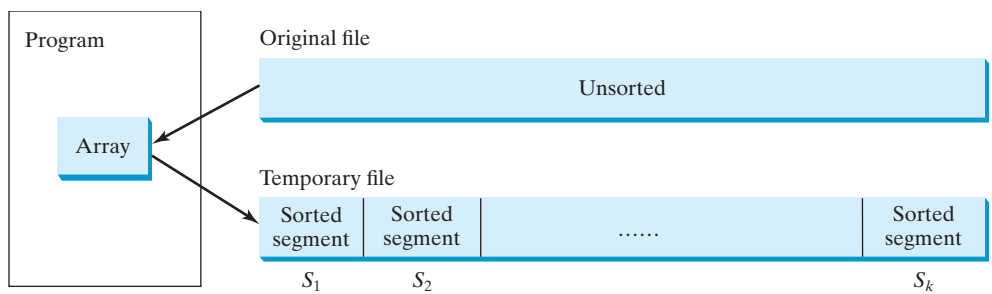 Program
Original file
Unsorted
Array
Temporary file
Sorted
segment
Sorted
segment
......
Sorted
segment
S1
S2
Sk